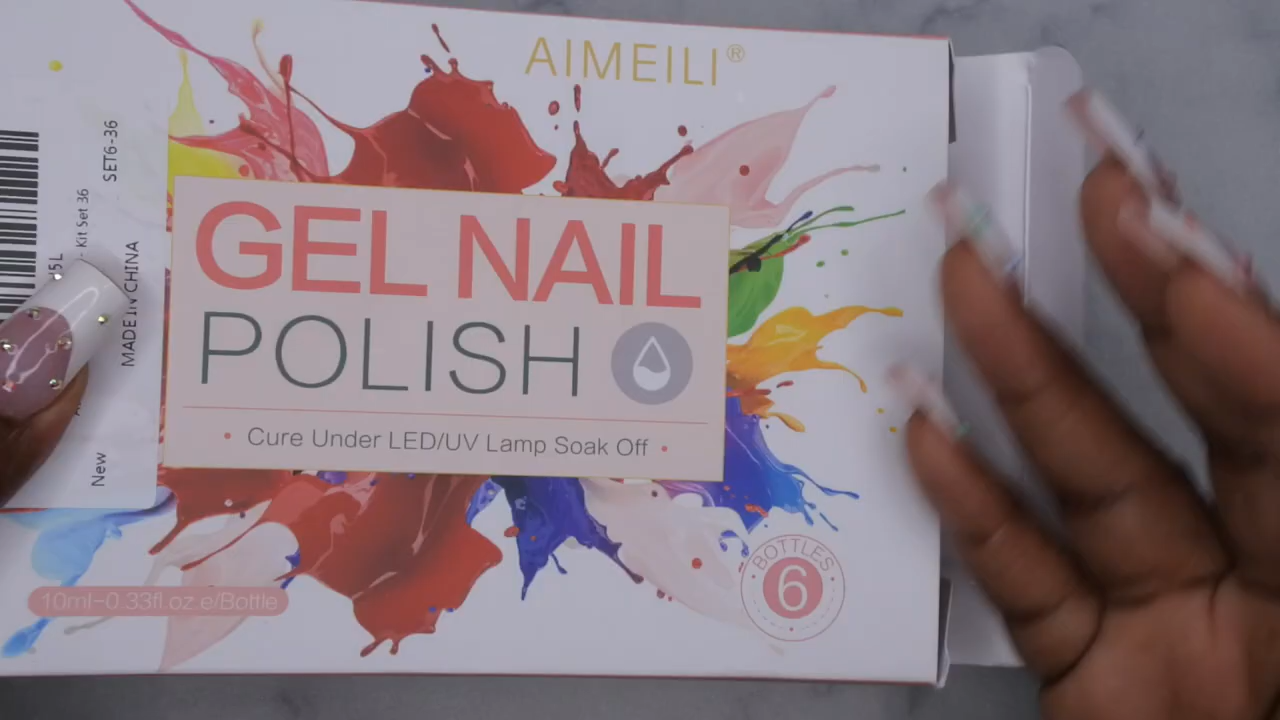 AIMEILI®
GEL NAIL
POLISH
• Cure Under LED/UV Lamp Soak Off •
10ml-0.33fl.oz.e/Bottle
BOTTLES
6
Kit Set 36
SET6-36
MADE IN CHINA
New